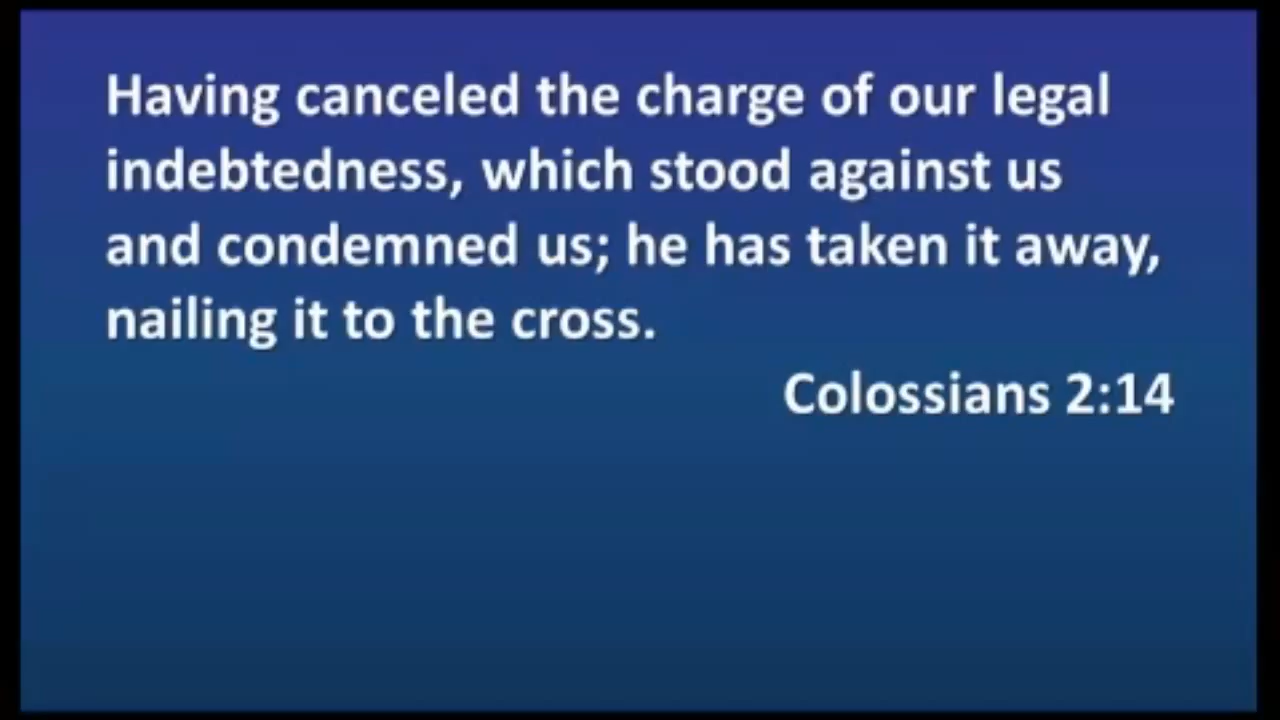 Having canceled the charge of our legal
indebtedness, which stood against us
and condemned us; he has taken it away,
nailing it to the cross.
Colossians 2:14